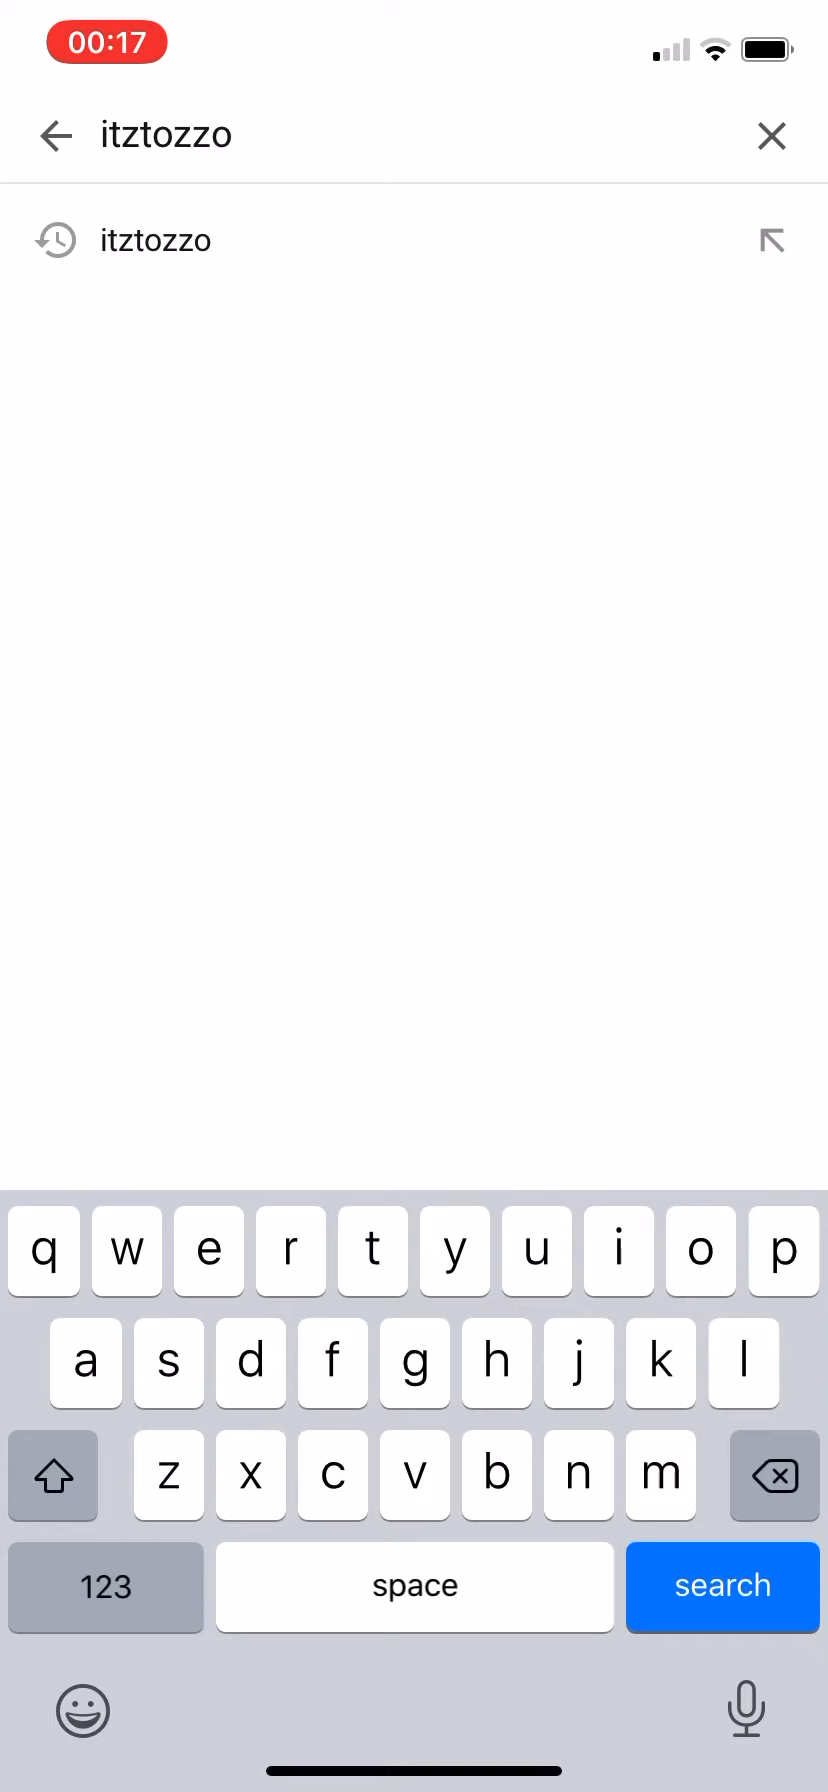 00:17
itztozzo
itztozzo
q w e r t y u i o p
a s d f g h j k l
z x c v b n m
123 space search